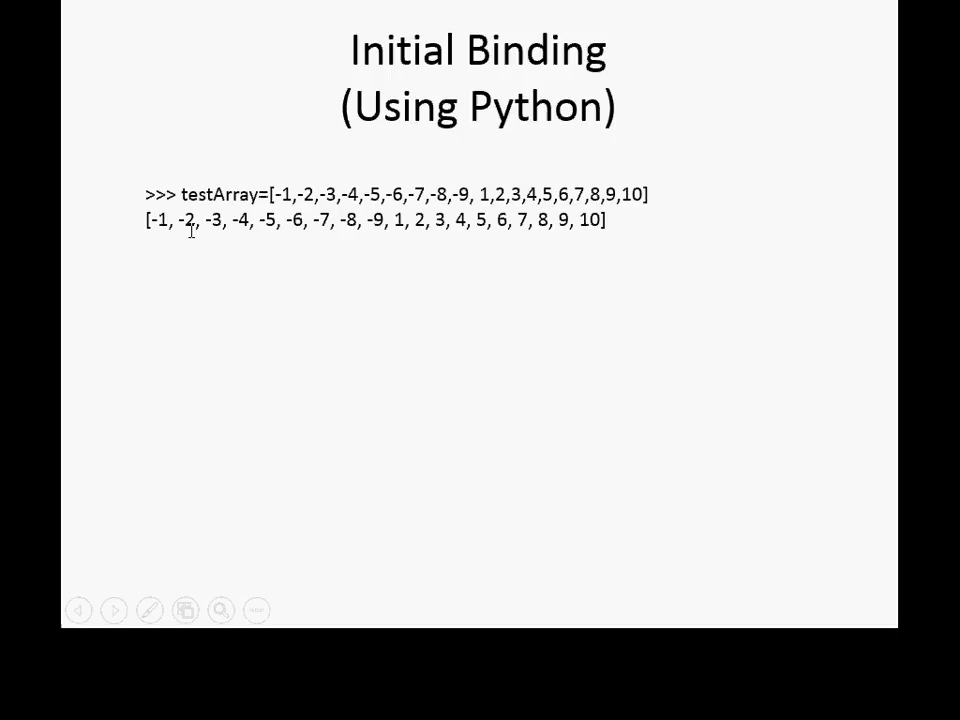 Initial Binding
(Using Python)
>>> testArray=[-1,-2,-3,-4,-5,-6,-7,-8,-9, 1,2,3,4,5,6,7,8,9,10]
[-1, -2, -3, -4, -5, -6, -7, -8, -9, 1, 2, 3, 4, 5, 6, 7, 8, 9, 10]